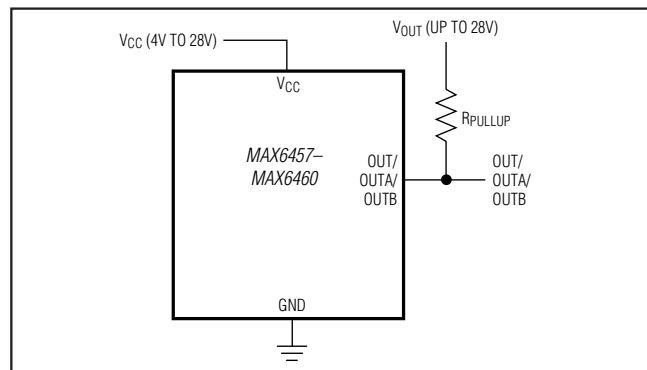 VCC (4V TO 28V)
VOUT (UP TO 28V)
VCC
RPULLUP
MAX6457–
MAX6460
OUT/
OUTA/
OUTB
OUT/
OUTA/
OUTB
GND